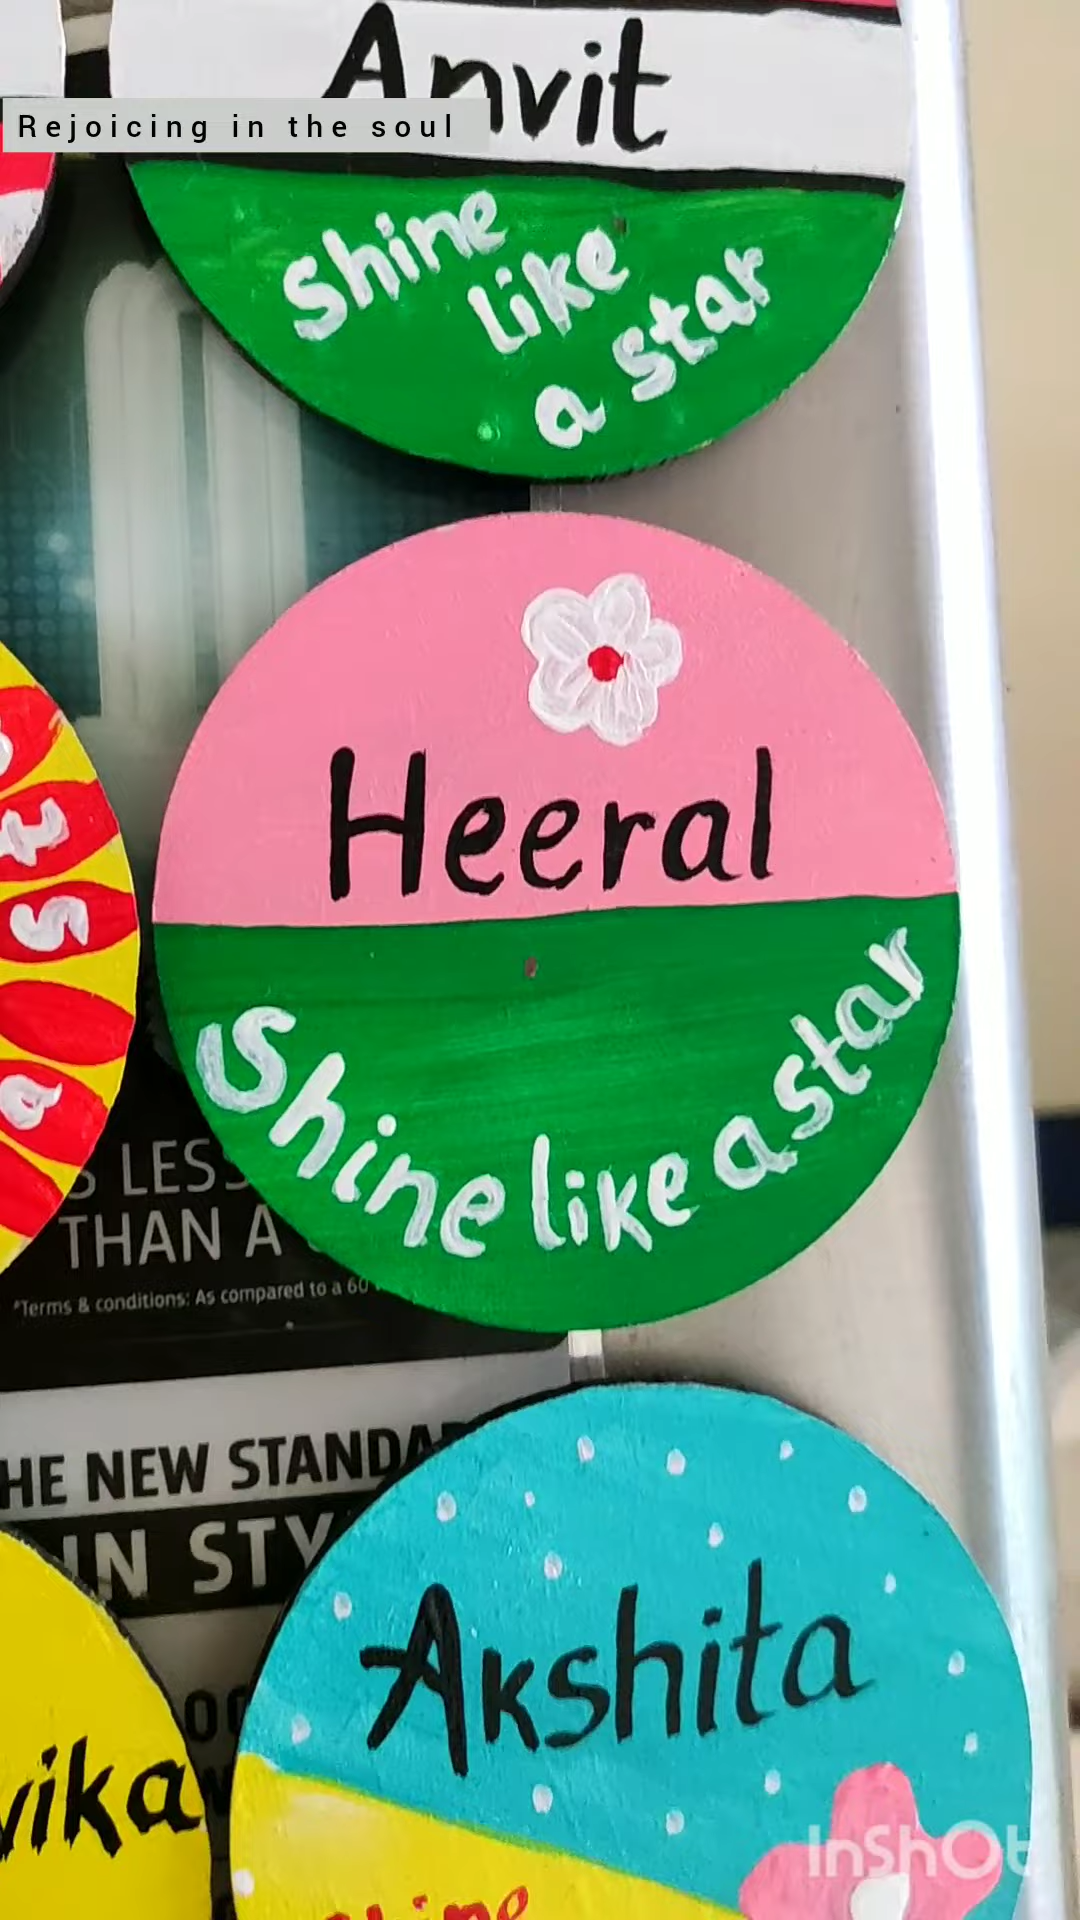 Anvit
Rejoicing in the soul
Shine
like
a star
Heeral
Shine like a star
t
s
a
S LESS
THAN A
*Terms & conditions: As compared to a 60
HE NEW STANDA
IN STY
Akshita
vika
Shine
InShOt